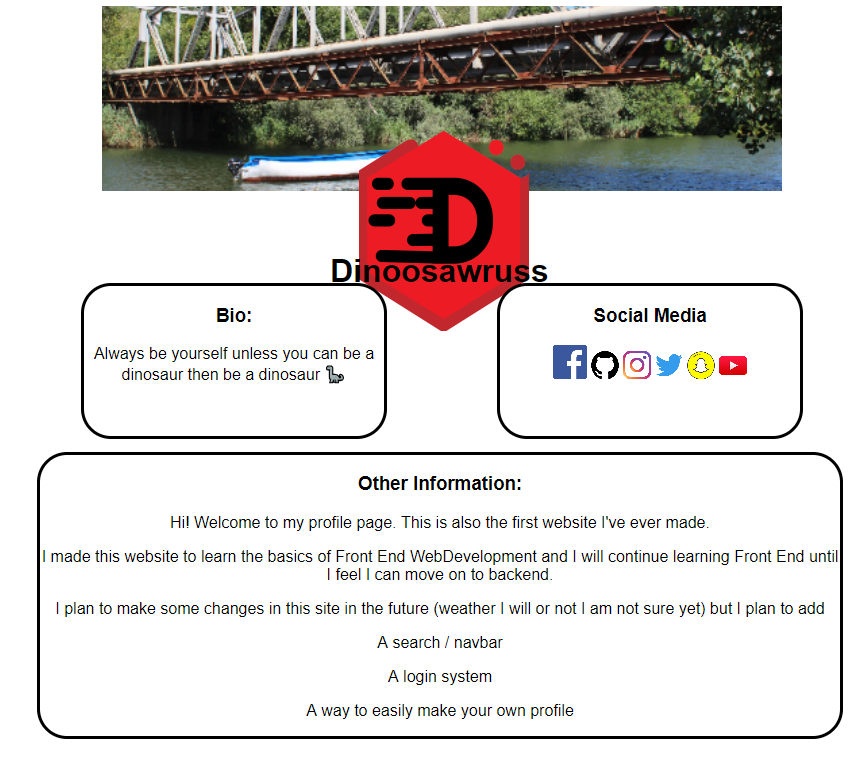 D
Dinoosawruss
Bio:
Always be yourself unless you can be a
dinosaur then be a dinosaur 🦕
Social Media
Other Information:
Hi! Welcome to my profile page. This is also the first website I've ever made.
I made this website to learn the basics of Front End WebDevelopment and I will continue learning Front End until
I feel I can move on to backend.
I plan to make some changes in this site in the future (weather I will or not I am not sure yet) but I plan to add
A search / navbar
A login system
A way to easily make your own profile